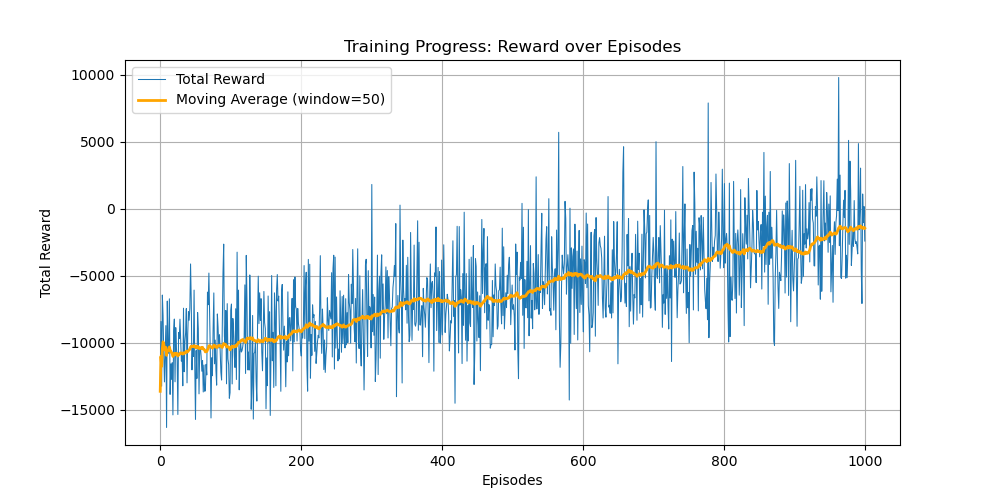 Training Progress: Reward over Episodes
Total Reward
Moving Average (window=50)
10000
5000
0
−5000
−10000
−15000
Total Reward
0
200
400
600
800
1000
Episodes